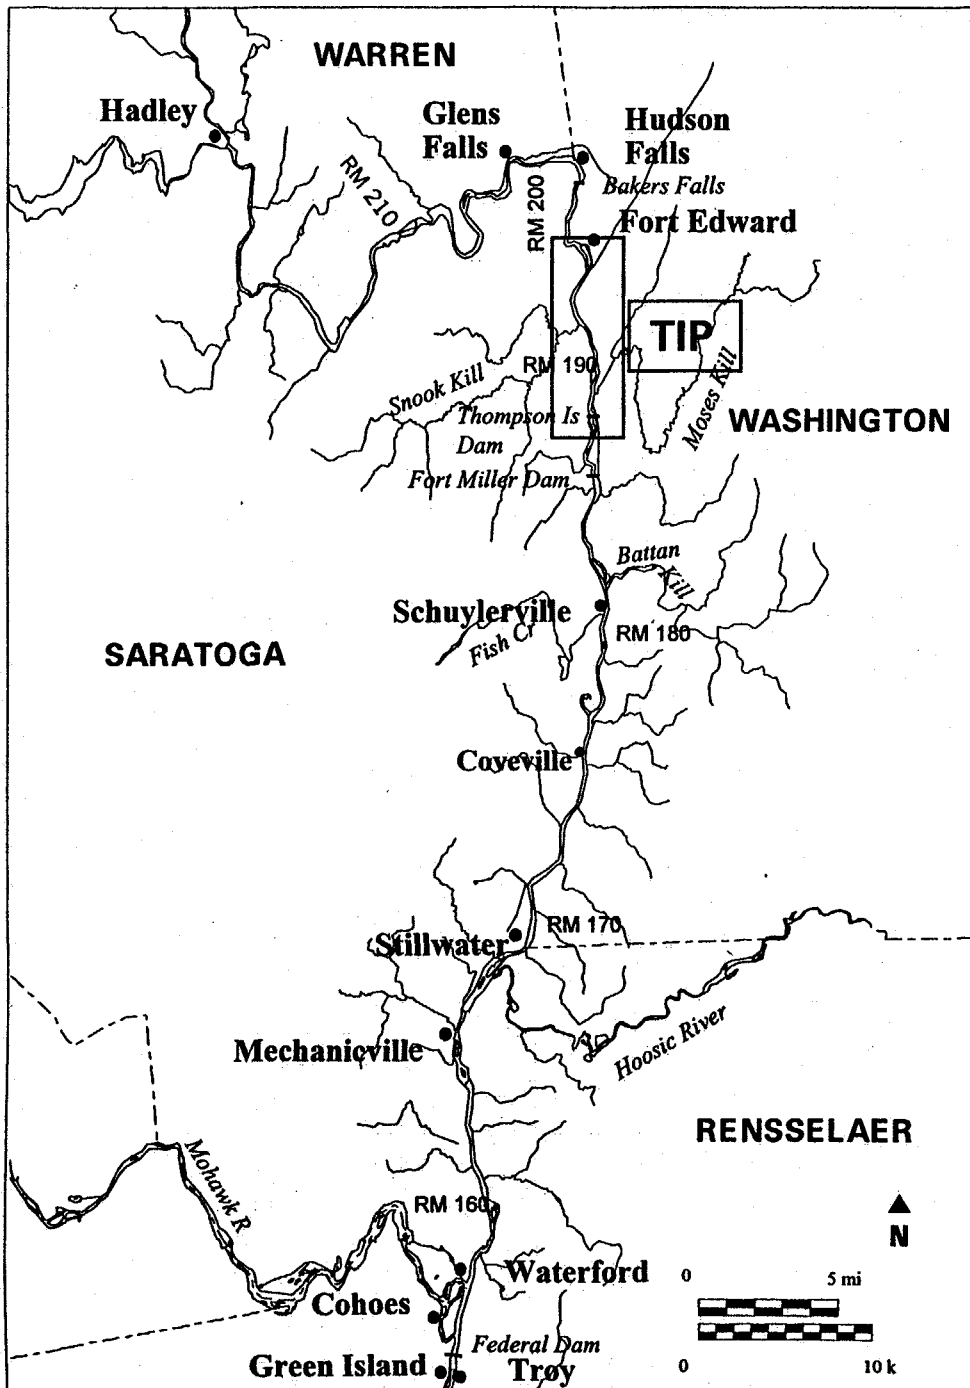 WARREN
Hadley
Glens
Falls
Hudson
Falls
Bakers Falls
RM 210
RM 200
Fort Edward
TIP
RM 190
Snook Kill
Moses Kill
Thompson Is
Dam
WASHINGTON
Fort Miller Dam
Battan
Kill
Schuylerville
RM 180
Fish Cr
SARATOGA
Coveville
RM 170
Stillwater
Hoosic River
Mechanicville
RENSSELAER
Mohawk R
RM 160
N
Waterford
0 5 mi
Cohoes
Federal Dam
Green Island
Troy
0 10 k